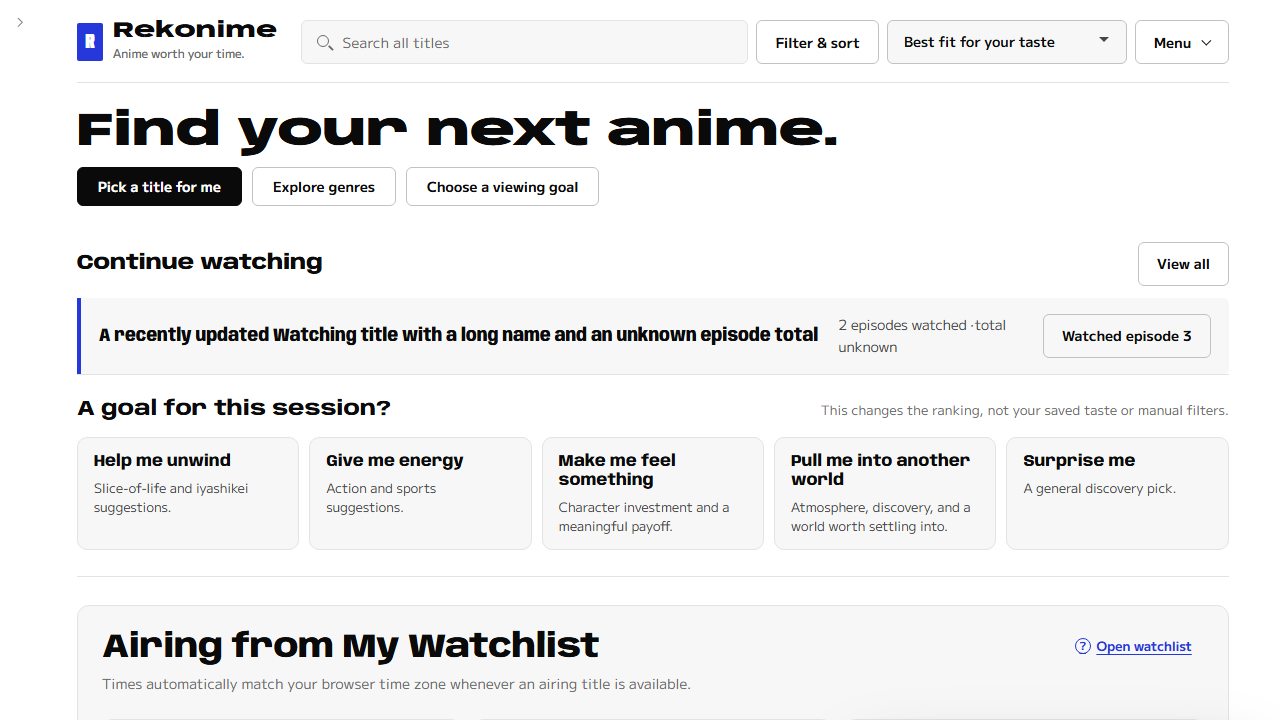 R
Rekonime
Anime worth your time.
Search all titles
Filter & sort
Best fit for your taste
Menu
Find your next anime.
Pick a title for me
Explore genres
Choose a viewing goal
Continue watching
View all
A recently updated Watching title with a long name and an unknown episode total
2 episodes watched · total
unknown
Watched episode 3
A goal for this session?
This changes the ranking, not your saved taste or manual filters.
Help me unwind
Slice-of-life and iyashikei
suggestions.
Give me energy
Action and sports
suggestions.
Make me feel
something
Character investment and a
meaningful payoff.
Pull me into another
world
Atmosphere, discovery, and a
world worth settling into.
Surprise me
A general discovery pick.
Airing from My Watchlist
? Open watchlist
Times automatically match your browser time zone whenever an airing title is available.